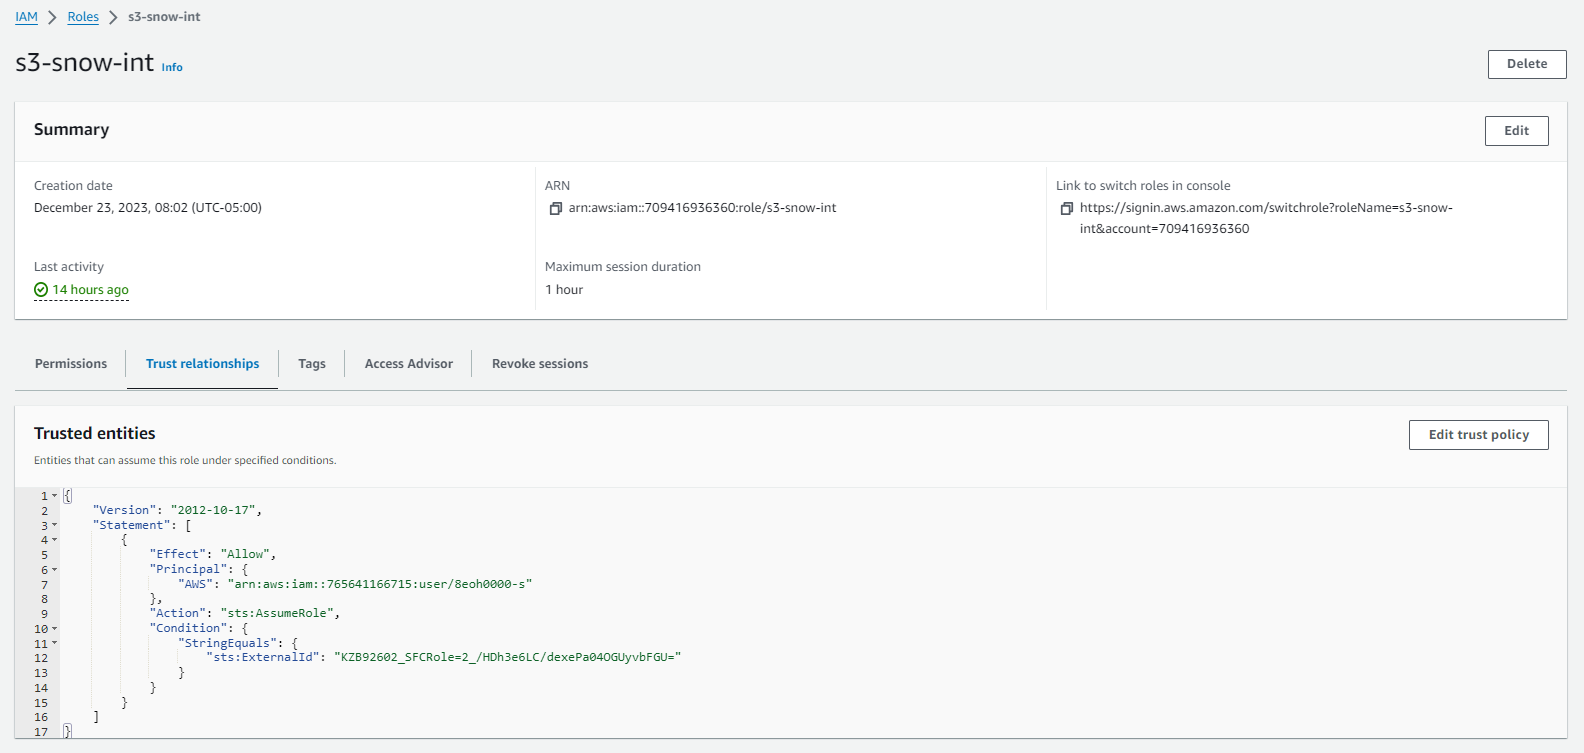 IAM > Roles > s3-snow-int
s3-snow-int Info
Delete
Summary
Edit
Creation date
December 23, 2023, 08:02 (UTC-05:00)
ARN
arn:aws:iam::709416936360:role/s3-snow-int
Link to switch roles in console
https://signin.aws.amazon.com/switchrole?roleName=s3-snow-
int&account=709416936360
Last activity
14 hours ago
Maximum session duration
1 hour
Permissions
Trust relationships
Tags
Access Advisor
Revoke sessions
Trusted entities
Edit trust policy
Entities that can assume this role under specified conditions.
1 {
2     "Version": "2012-10-17",
3     "Statement": [
4         {
5             "Effect": "Allow",
6             "Principal": {
7                 "AWS": "arn:aws:iam::765641166715:user/8eoh0000-s"
8             },
9             "Action": "sts:AssumeRole",
10             "Condition": {
11                 "StringEquals": {
12                     "sts:ExternalId": "KZB92602_SFCRole=2_/HDh3e6LC/dexePa04OGUyvbFGU="
13                 }
14             }
15         }
16     ]
17 }